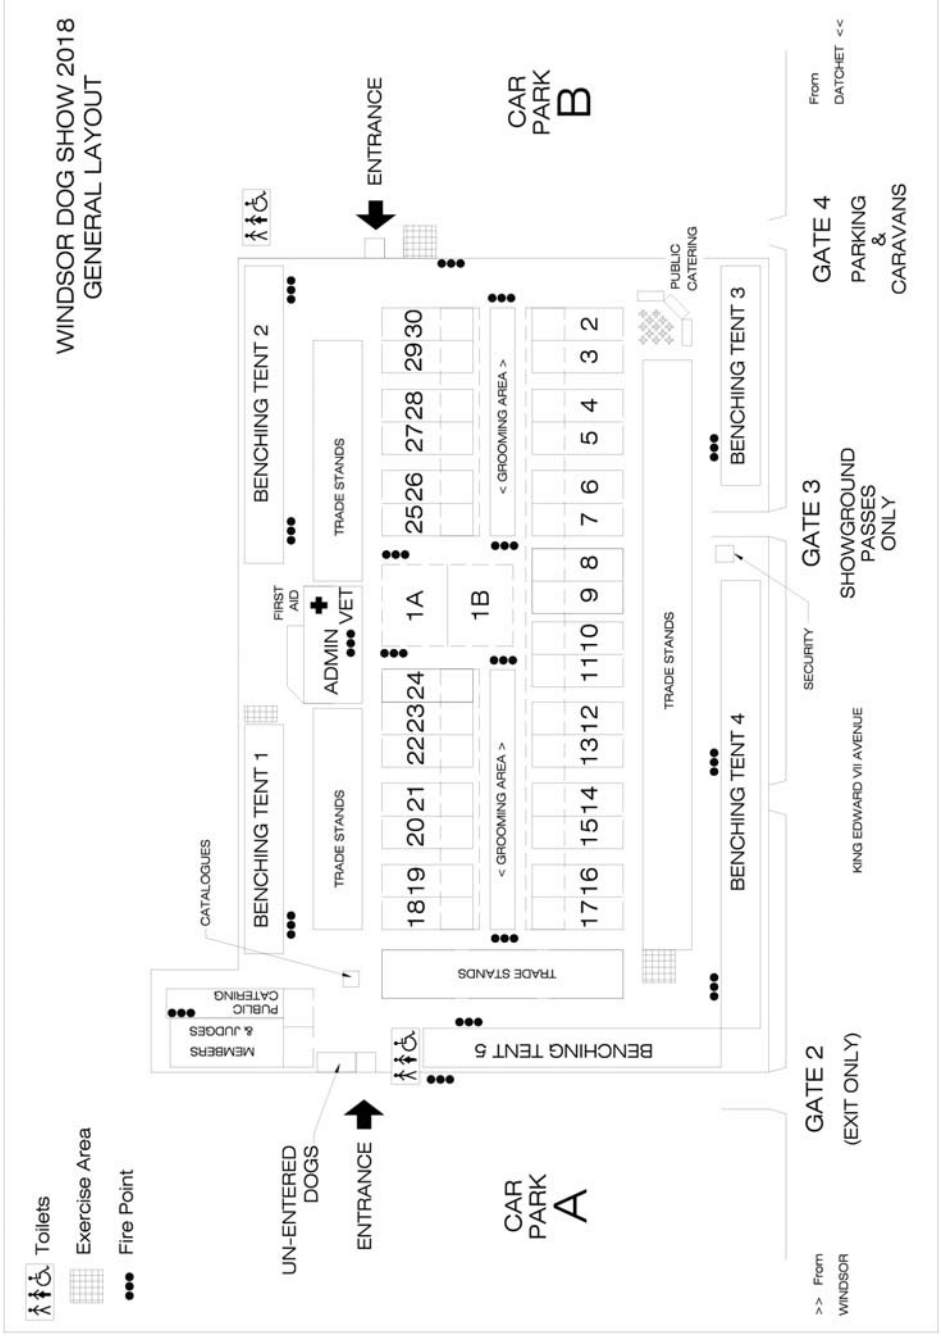 WINDSOR DOG SHOW 2018
GENERAL LAYOUT
Toilets
Exercise Area
Fire Point
UN-ENTERED
DOGS
ENTRANCE
CAR
PARK
A
MEMBERS
& JUDGES
PUBLIC
CATERING
CATALOGUES
BENCHING TENT 1
FIRST
AID
ADMIN
VET
BENCHING TENT 2
ENTRANCE
CAR
PARK
B
TRADE STANDS
TRADE STANDS
18 19
20 21
22 23 24
1A
1B
25 26
27 28
29 30
< GROOMING AREA >
< GROOMING AREA >
17 16
15 14
13 12
11 10
9 8
7 6
5 4
3 2
TRADE STANDS
BENCHING TENT 5
TRADE STANDS
PUBLIC
CATERING
BENCHING TENT 4
BENCHING TENT 3
SECURITY
GATE 2
(EXIT ONLY)
GATE 3
SHOWGROUND
PASSES
ONLY
GATE 4
PARKING
&
CARAVANS
>> From
WINDSOR
KING EDWARD VII AVENUE
From
DATCHET <<